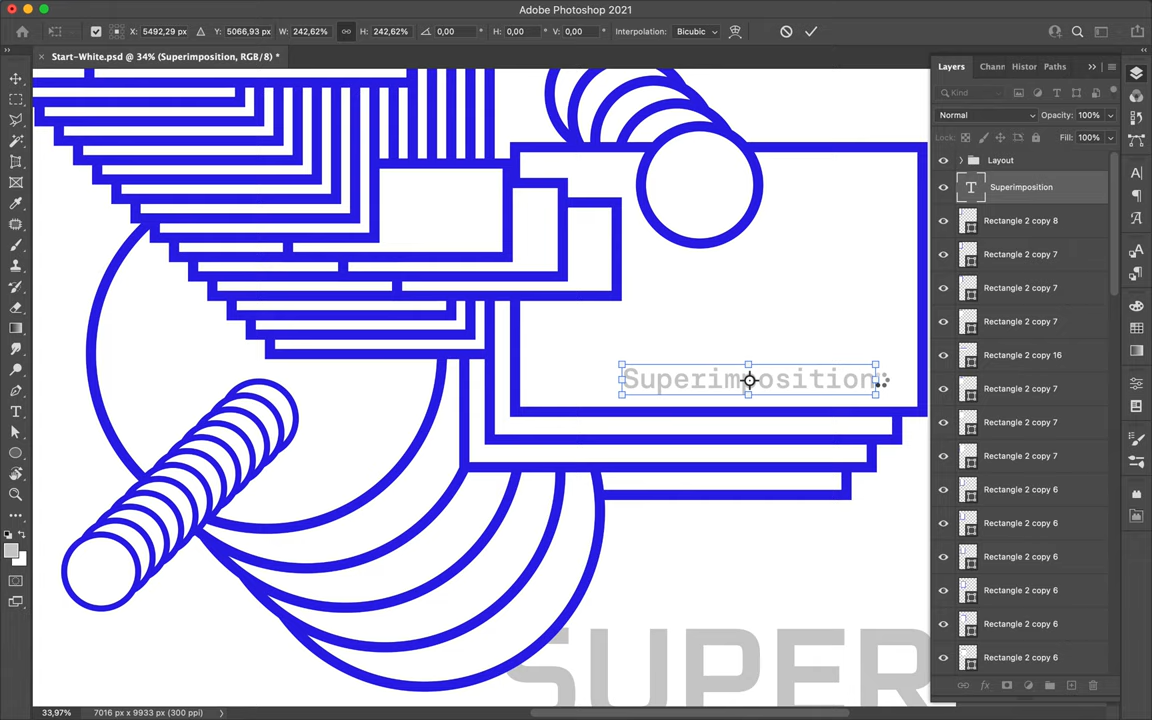 Adobe Photoshop 2021
X: 5492,29 px Y: 5066,93 px W: 242,62% H: 242,62% 0,00 ° H: 0,00 ° V: 0,00 ° Interpolation: Bicubic
Start-White.psd @ 34% (Superimposition, RGB/8) *
Layers Chann Histor Paths
Kind
Normal Opacity: 100%
Lock: Fill: 100%
Layout
Superimposition
Rectangle 2 copy 8
Rectangle 2 copy 7
Rectangle 2 copy 7
Rectangle 2 copy 7
Rectangle 2 copy 16
Rectangle 2 copy 7
Rectangle 2 copy 7
Rectangle 2 copy 7
Rectangle 2 copy 6
Rectangle 2 copy 6
Rectangle 2 copy 6
Rectangle 2 copy 6
Rectangle 2 copy 6
Rectangle 2 copy 6
Superimposition
SUPER
33,97% 7016 px x 9933 px (300 ppi)